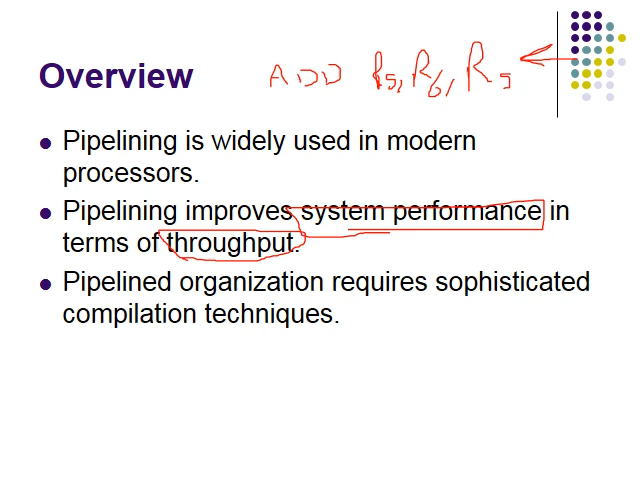 Overview
ADD R5, R6, R5
Pipelining is widely used in modern
processors.
Pipelining improves system performance in
terms of throughput.
Pipelined organization requires sophisticated
compilation techniques.